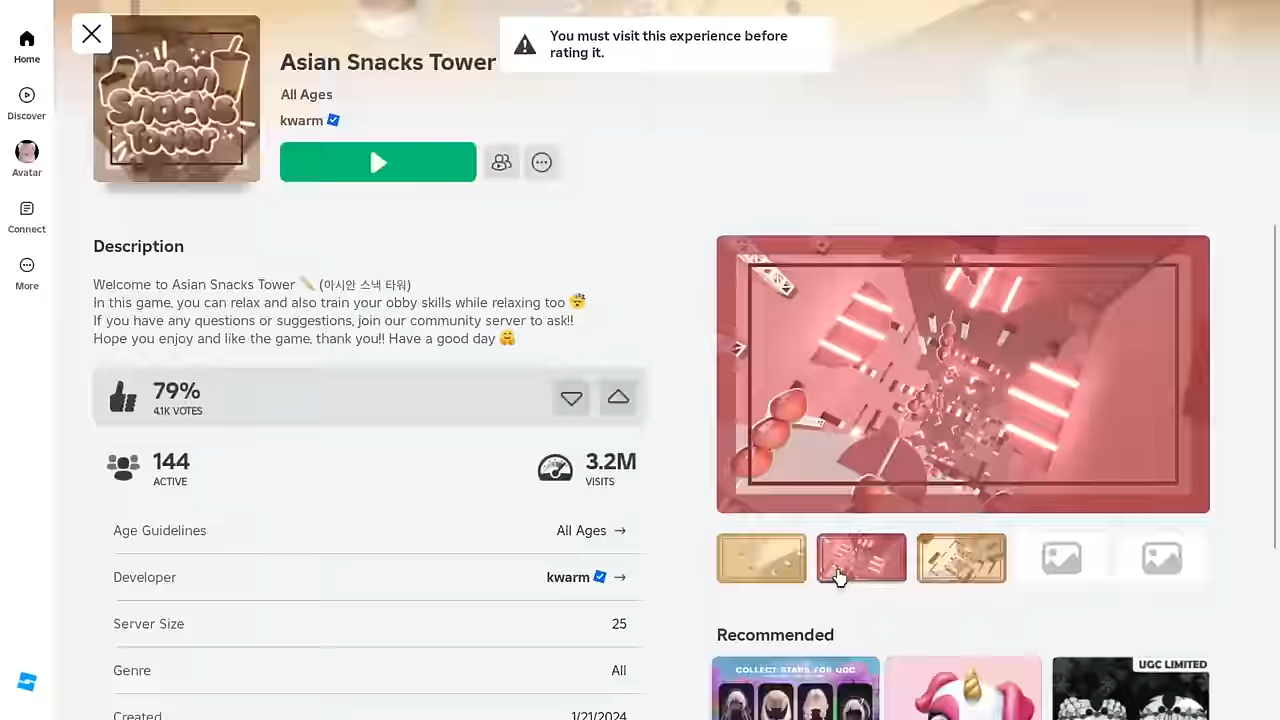 You must visit this experience before
rating it.
Home
Discover
Avatar
Connect
More
Asian
Snacks
Tower
Asian Snacks Tower
All Ages
kwarm
Description
Welcome to Asian Snacks Tower (아시안 스낵 타워)
In this game, you can relax and also train your obby skills while relaxing too
If you have any questions or suggestions, join our community server to ask!!
Hope you enjoy and like the game, thank you!! Have a good day
79%
4.1K VOTES
144
ACTIVE
3.2M
VISITS
Age Guidelines
All Ages →
Developer
kwarm →
Server Size
25
Genre
All
Created
1/21/2024
Recommended
COLLECT STARS FOR UGC
UGC LIMITED